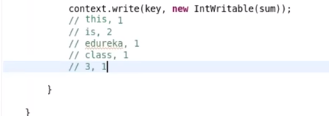 context.write(key, new IntWritable(sum));
// this, 1
// is, 2
// edureka, 1
// class, 1
// 3, 1
}
}